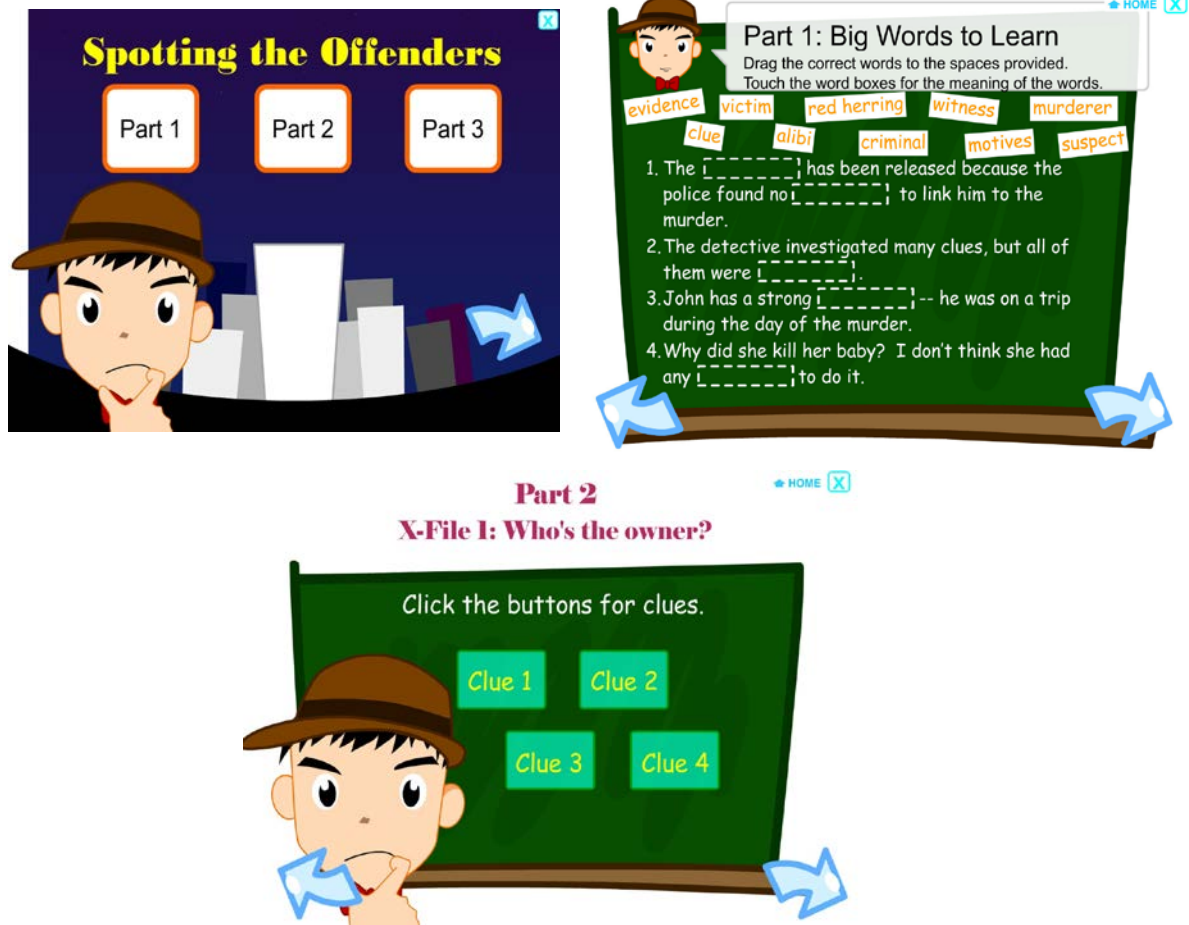 X
Spotting the Offenders
Part 1
Part 2
Part 3
HOME X
Part 1: Big Words to Learn
Drag the correct words to the spaces provided.
Touch the word boxes for the meaning of the words.
evidence victim red herring witness murderer
clue alibi criminal motives suspect
1. The has been released because the
police found no to link him to the
murder.
2. The detective investigated many clues, but all of
them were .
3. John has a strong -- he was on a trip
during the day of the murder.
4. Why did she kill her baby? I don't think she had
any to do it.
HOME X
Part 2
X-File 1: Who's the owner?
Click the buttons for clues.
Clue 1 Clue 2
Clue 3 Clue 4